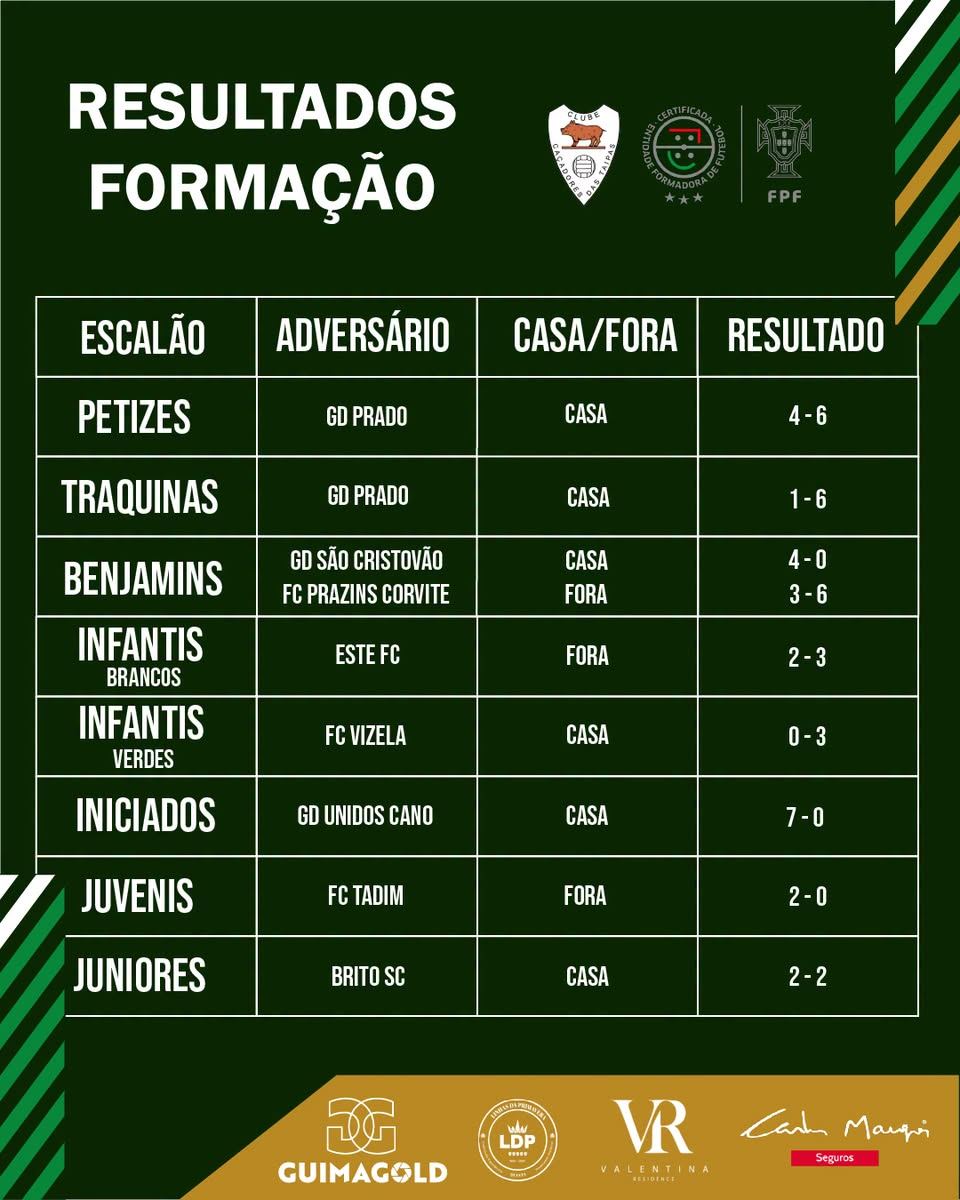 RESULTADOS
FORMAÇÃO
CLUBE
CAÇADORES DAS TAIPAS
CERTIFICADA
ENTIDADE FORMADORA DE FUTEBOL
FPF
ESCALÃO ADVERSÁRIO CASA/FORA RESULTADO
PETIZES GD PRADO CASA 4 - 6
TRAQUINAS GD PRADO CASA 1 - 6
BENJAMINS GD SÃO CRISTOVÃO CASA 4 - 0
FC PRAZINS CORVITE FORA 3 - 6
INFANTIS ESTE FC FORA 2 - 3
BRANCOS
INFANTIS FC VIZELA CASA 0 - 3
VERDES
INICIADOS GD UNIDOS CANO CASA 7 - 0
JUVENIS FC TADIM FORA 2 - 0
JUNIORES BRITO SC CASA 2 - 2
GUIMAGOLD
LINHAS DA PRIMAVERA
LDP
VR
VALENTINA
RESIDENCE
Seguros